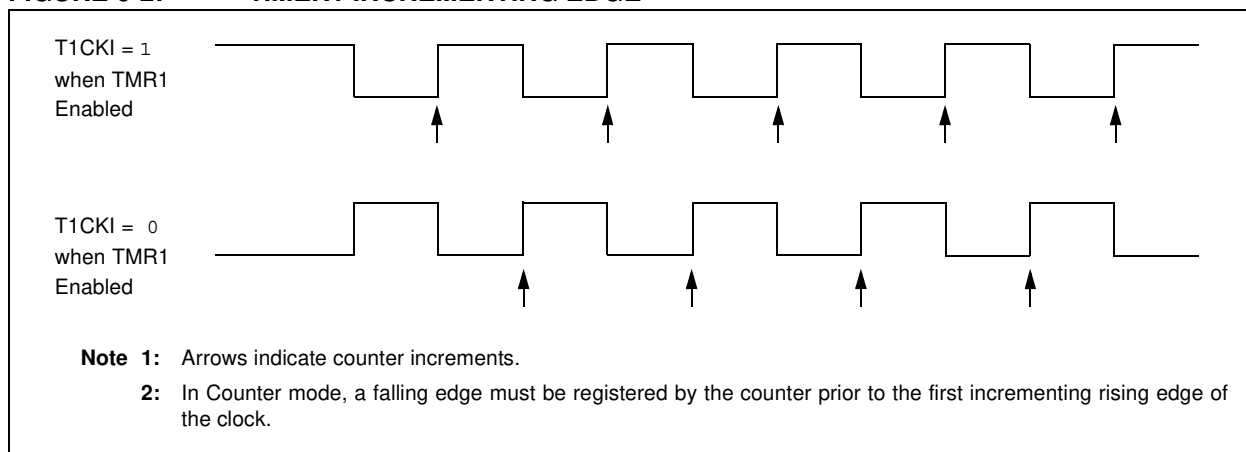 T1CKI = 1
when TMR1
Enabled
T1CKI = 0
when TMR1
Enabled
Note 1: Arrows indicate counter increments.
2: In Counter mode, a falling edge must be registered by the counter prior to the first incrementing rising edge of
the clock.